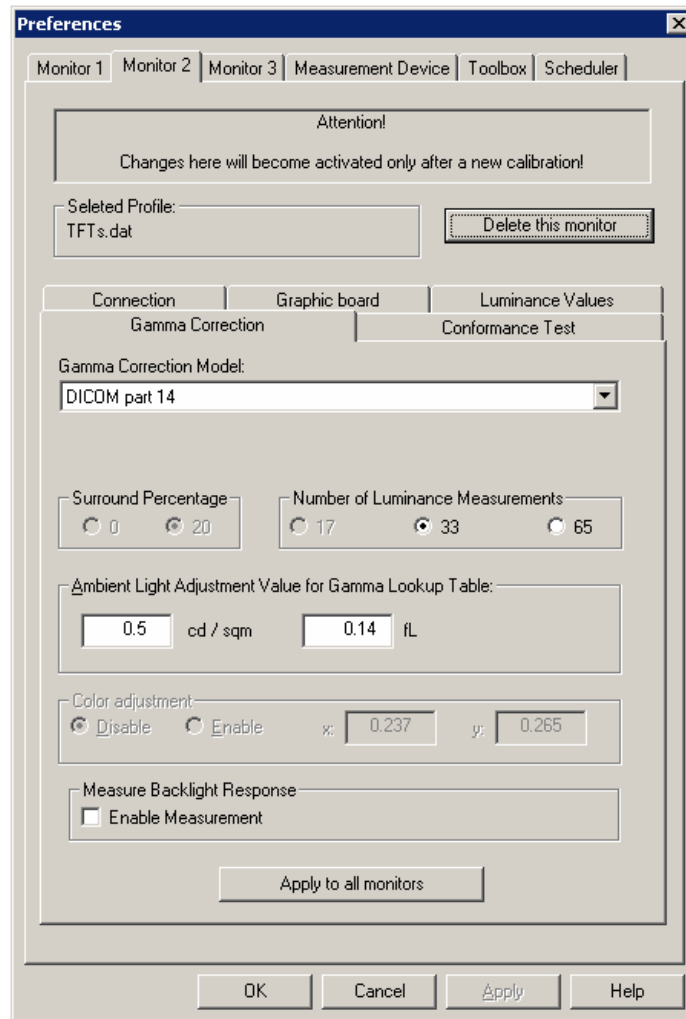 Preferences
Monitor 1 Monitor 2 Monitor 3 Measurement Device Toolbox Scheduler
Attention!
Changes here will become activated only after a new calibration!
Seleted Profile:
TFTs.dat
Delete this monitor
Connection Graphic board Luminance Values
Gamma Correction Conformance Test
Gamma Correction Model:
DICOM part 14
Surround Percentage Number of Luminance Measurements
0 20 17 33 65
Ambient Light Adjustment Value for Gamma Lookup Table:
0.5 cd / sqm 0.14 fL
Color adjustment
Disable Enable x: 0.237 y: 0.265
Measure Backlight Response
Enable Measurement
Apply to all monitors
OK Cancel Apply Help